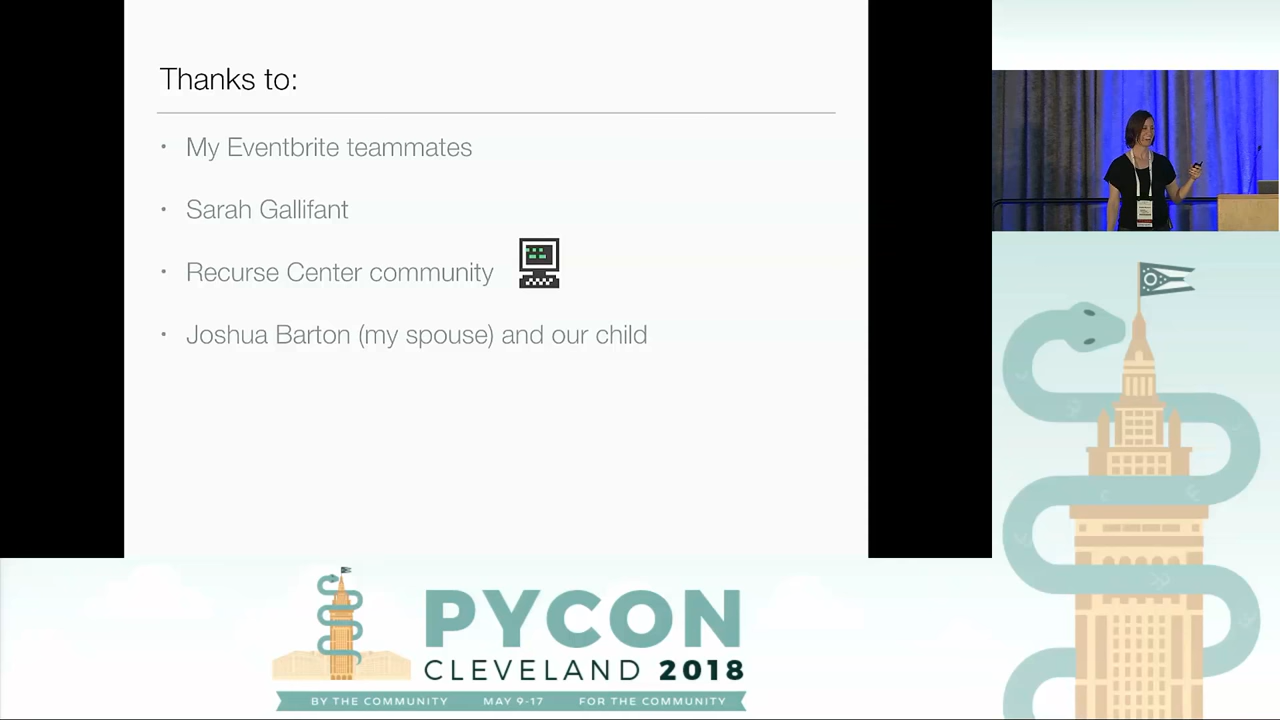 Thanks to:
• My Eventbrite teammates
• Sarah Gallifant
• Recurse Center community
• Joshua Barton (my spouse) and our child
PYCON
CLEVELAND 2018
BY THE COMMUNITY MAY 9-17 FOR THE COMMUNITY